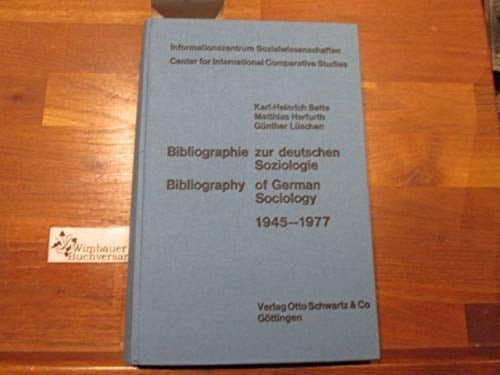 Informationszentrum Sozialwissenschaften
Center for International Comparative Studies
Karl-Heinrich Bette
Matthias Herfurth
Günther Lüschen
Bibliographie zur deutschen
Soziologie
Bibliography of German
Sociology
1945—1977
Wirpbauer
Buchversan
Verlag Otto Schwartz & Co
Göttingen